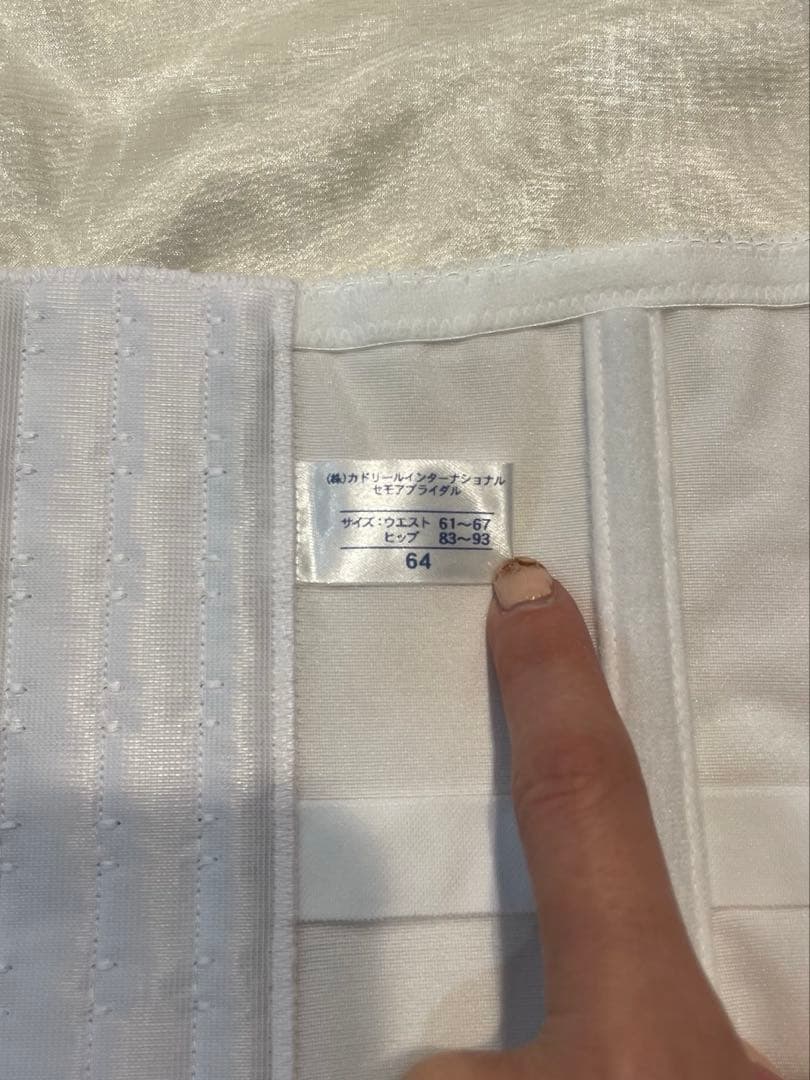 (株)カドリールインターナショナル
セモアブライダル
サイズ：ウエスト 61～67
ヒップ 83～93
64